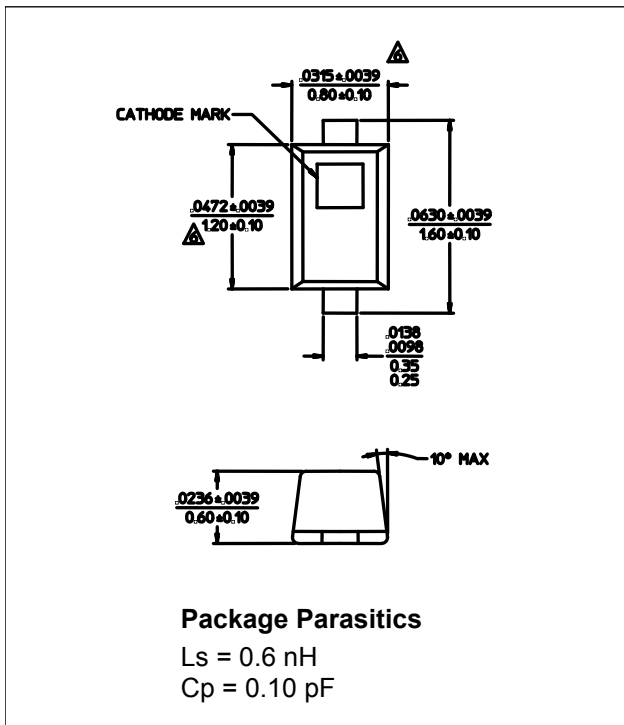 6
.0315±.0039
0.80±0.10
CATHODE MARK
.0472±.0039
1.20±0.10
6
.0630±.0039
1.60±0.10
.0138
.0098
0.35
0.25
10° MAX
.0236±.0039
0.60±0.10
Package Parasitics
Ls = 0.6 nH
Cp = 0.10 pF